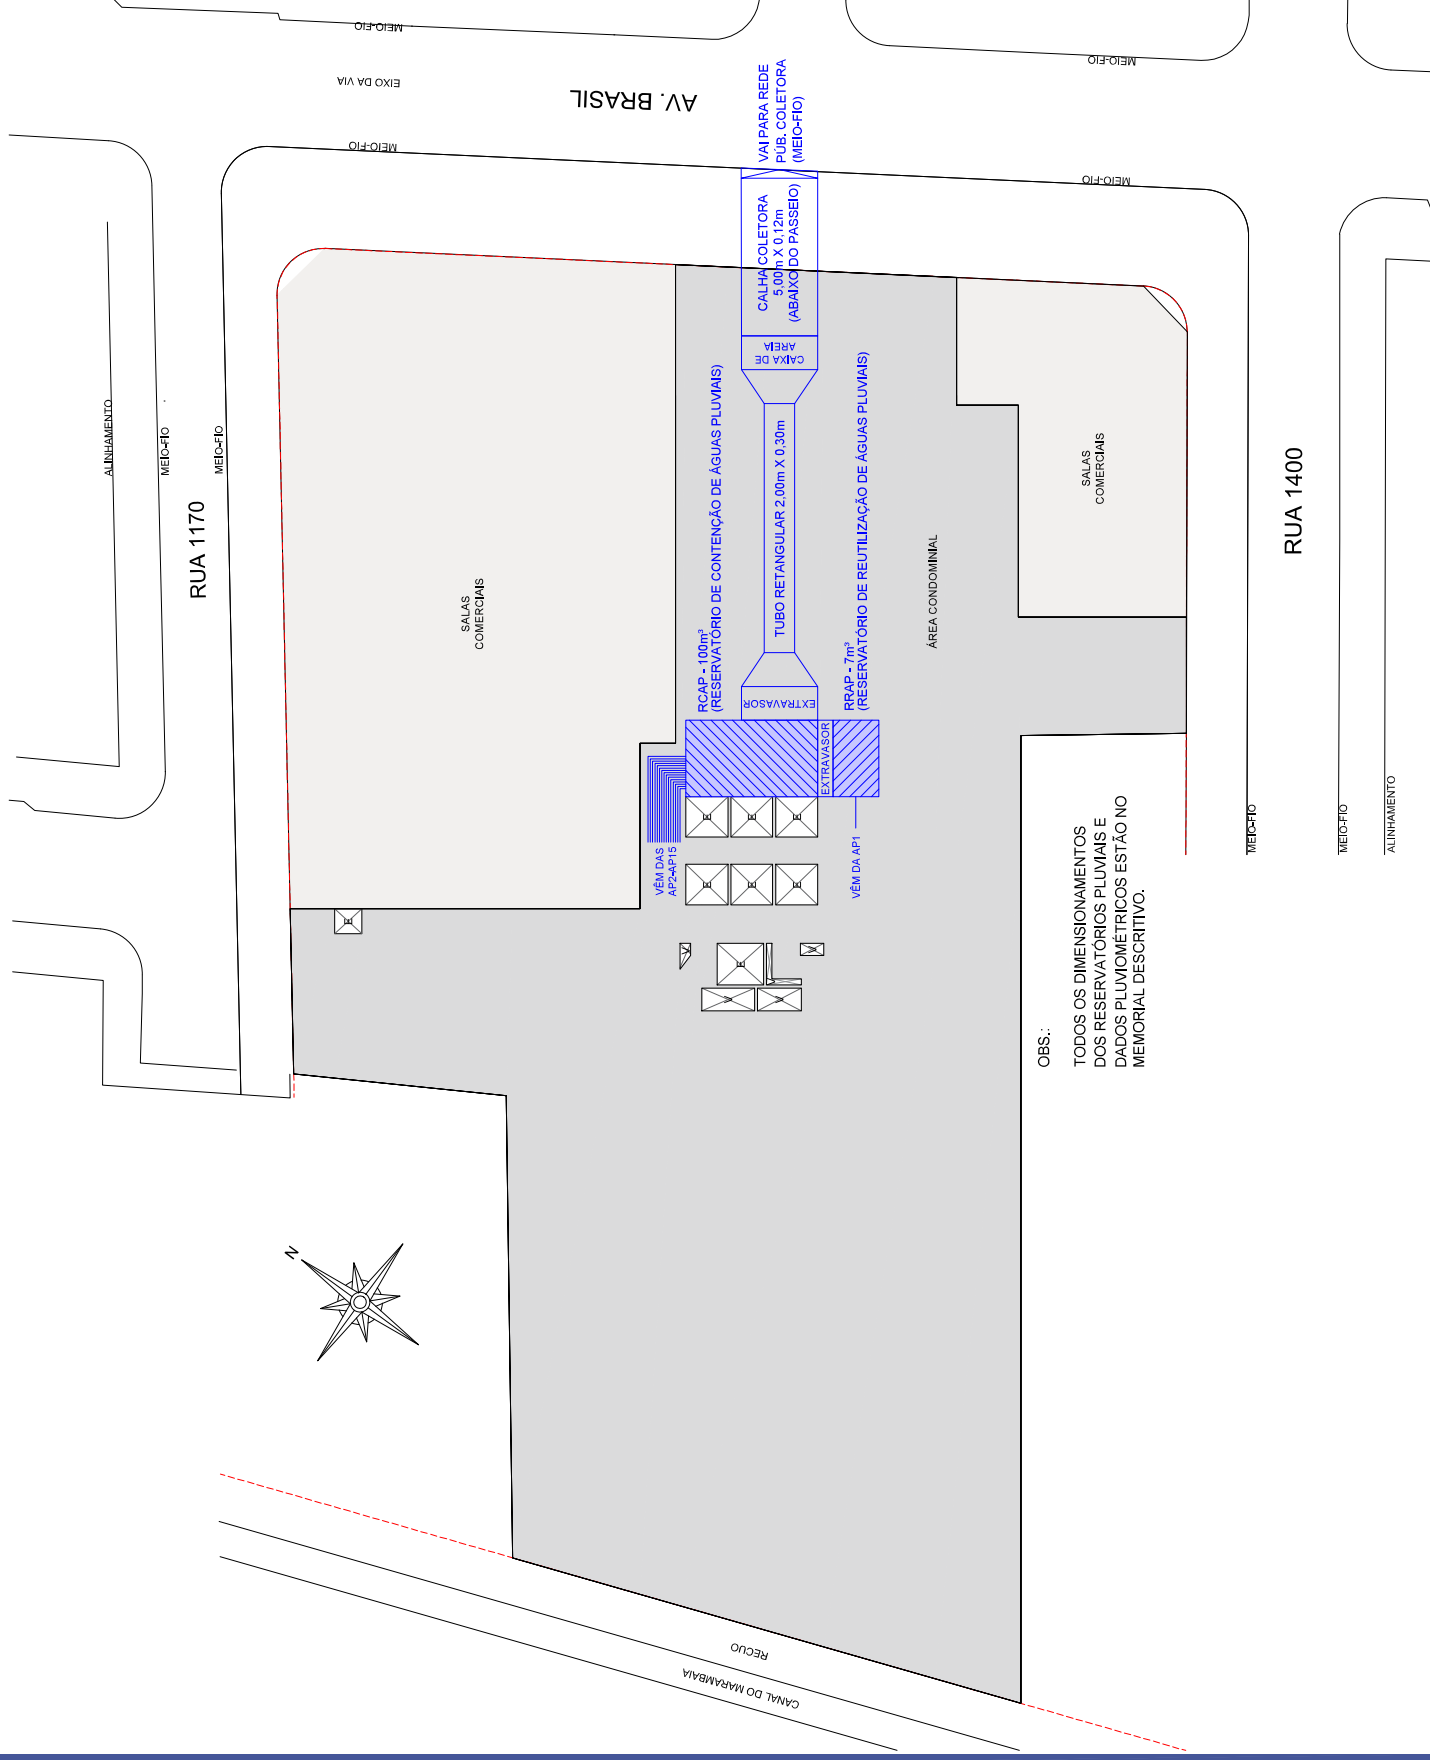 MEIO-FIO
EIXO DA VIA
MEIO-FIO
AV. BRASIL
MEIO-FIO
MEIO-FIO
VAI PARA REDE
PÚB. COLETORA
(MEIO-FIO)
CALHA COLETORA
5,00m X 0,12m
(ABAIXO DO PASSEIO)
CAIXA DE
AREIA
TUBO RETANGULAR 2,00m X 0,30m
EXTRAVASOR
RCAP - 100m³
(RESERVATÓRIO DE CONTENÇÃO DE ÁGUAS PLUVIAIS)
RRAP - 7m³
(RESERVATÓRIO DE REUTILIZAÇÃO DE ÁGUAS PLUVIAIS)
EXTRAVASOR
VÊM DAS
AP2-AP15
VÊM DA AP1
ALINHAMENTO
MEIO-FIO
MEIO-FIO
RUA 1170
SALAS
COMERCIAIS
ÁREA CONDOMINIAL
SALAS
COMERCIAIS
RUA 1400
MEIO-FIO
MEIO-FIO
ALINHAMENTO
E
E
E
E
E
E
E
E
V
V
V
V
V
OBS.:
TODOS OS DIMENSIONAMENTOS
DOS RESERVATÓRIOS PLUVIAIS E
DADOS PLUVIOMÉTRICOS ESTÃO NO
MEMORIAL DESCRITIVO.
N
RECUO
CANAL DO MARAMBAIA